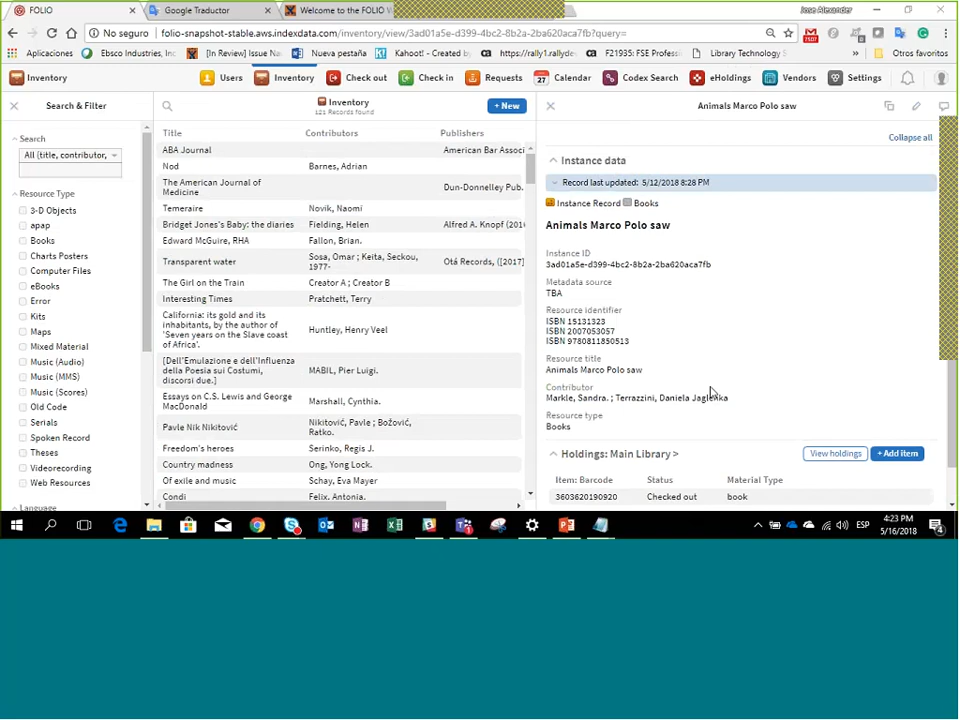 FOLIO
Google Traductor
Welcome to the FOLIO
Jose Alexander
No seguro
folio-snapshot-stable.aws.indexdata.com/inventory/view/3ad01a5e-d399-4bc2-8b2a-2ba620aca7fb?query=
Aplicaciones
Ebsco Industries, Inc
[In Review] Issue Na
Nueva pestaña
Kahoot! - Created by
https://rally1.rallyde
F21935: FSE Profess
Library Technology
»
Otros favoritos
Inventory
Users
Inventory
Check out
Check in
Requests
27
Calendar
Codex Search
eHoldings
Vendors
Settings
Search & Filter
Inventory
121 Records found
+ New
Animals Marco Polo saw
Collapse all
Search
All (title, contributor,
Resource Type
3-D Objects
apap
Books
Charts Posters
Computer Files
eBooks
Error
Kits
Maps
Mixed Material
Music (Audio)
Music (MMS)
Music (Scores)
Old Code
Serials
Spoken Record
Theses
Videorecording
Web Resources
Language
Title Contributors Publishers
ABA Journal American Bar Associ
Nod Barnes, Adrian
The American Journal of
Medicine Dun-Donnelley Pub.
Temeraire Novik, Naomi
Bridget Jones's Baby: the diaries Fielding, Helen Alfred A. Knopf (2016
Edward McGuire, RHA Fallon, Brian.
Transparent water Sosa, Omar ; Keita, Seckou,
1977- Otá Records, ([2017]
The Girl on the Train Creator A ; Creator B
Interesting Times Pratchett, Terry
California: its gold and its
inhabitants, by the author of
'Seven years on the Slave coast
of Africa'. Huntley, Henry Veel
[Dell'Emulazione e dell'Influenza
della Poesia sui Costumi,
discorsi due.] MABIL, Pier Luigi.
Essays on C.S. Lewis and George
MacDonald Marshall, Cynthia.
Pavle Nik Nikitović Nikitović, Pavle ; Božović,
Ratko.
Freedom's heroes Serinko, Regis J.
Country madness Ong, Yong Lock.
Of exile and music Schay, Eva Mayer
Condi Felix, Antonia.
Instance data
Record last updated: 5/12/2018 8:28 PM
Instance Record Books
Animals Marco Polo saw
Instance ID
3ad01a5e-d399-4bc2-8b2a-2ba620aca7fb
Metadata source
TBA
Resource identifier
ISBN 15131323
ISBN 2007053057
ISBN 9780811850513
Resource title
Animals Marco Polo saw
Contributor
Markle, Sandra. ; Terrazzini, Daniela
Resource type
Books
Holdings: Main Library >
View holdings
+ Add item
Item: Barcode Status Material Type
3603620190920 Checked out book
ESP
4:23 PM
5/16/2018
4